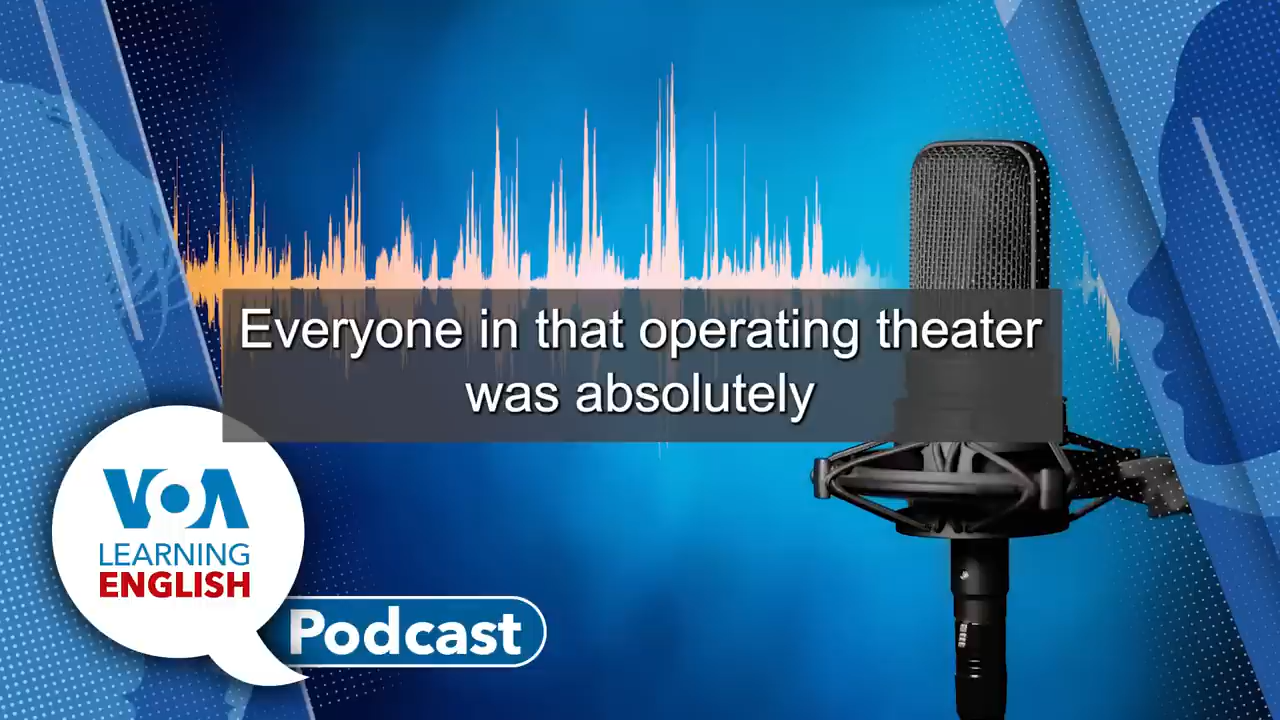 Everyone in that operating theater
was absolutely
VOA
LEARNING
ENGLISH
Podcast